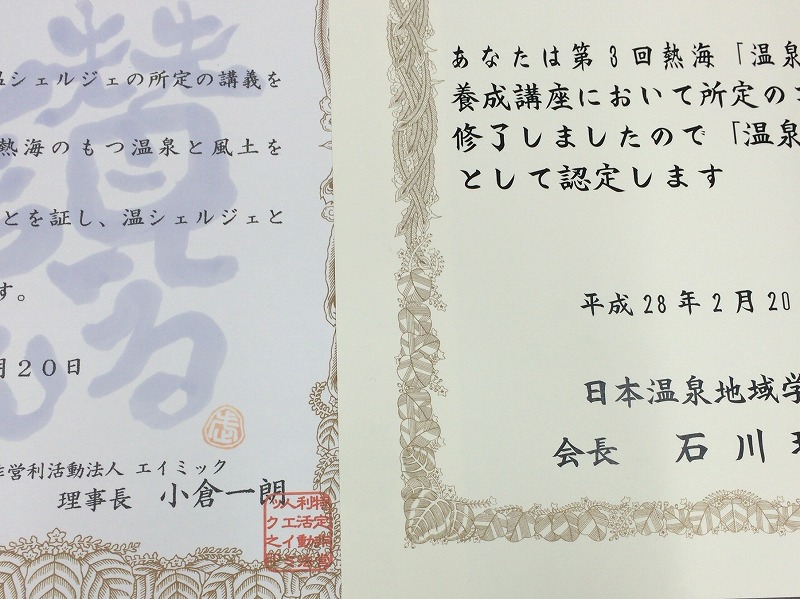 温シェルジェの所定の講義を
熱海のもつ温泉と風土を
とを証し、温シェルジェと
す。
月20日
非営利活動法人 エイミック
理事長 小倉一朗
あなたは第3回熱海「温泉
養成講座において所定のコ
修了しましたので「温泉
として認定します
平成28年2月20
日本温泉地域学
会長 石川